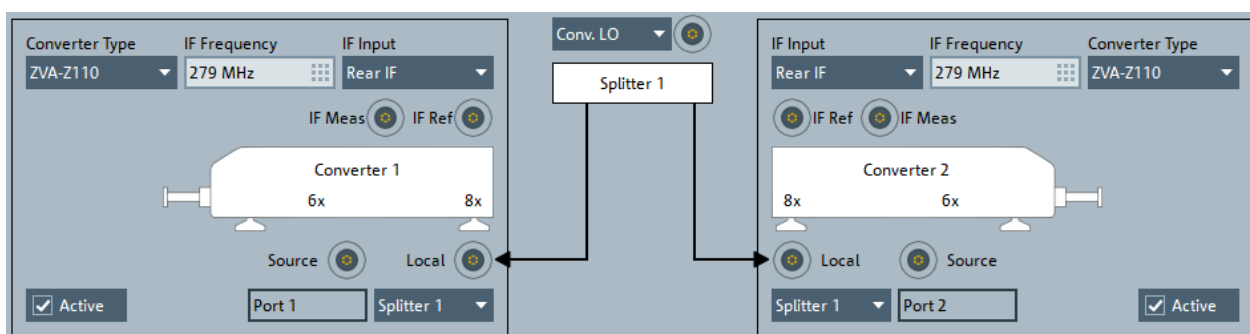 Converter Type IF Frequency IF Input
ZVA-Z110 279 MHz Rear IF
IF Meas IF Ref
Converter 1
6x 8x
Source Local
Active Port 1 Splitter 1
Conv. LO
Splitter 1
IF Input IF Frequency Converter Type
Rear IF 279 MHz ZVA-Z110
IF Ref IF Meas
Converter 2
8x 6x
Local Source
Splitter 1 Port 2 Active